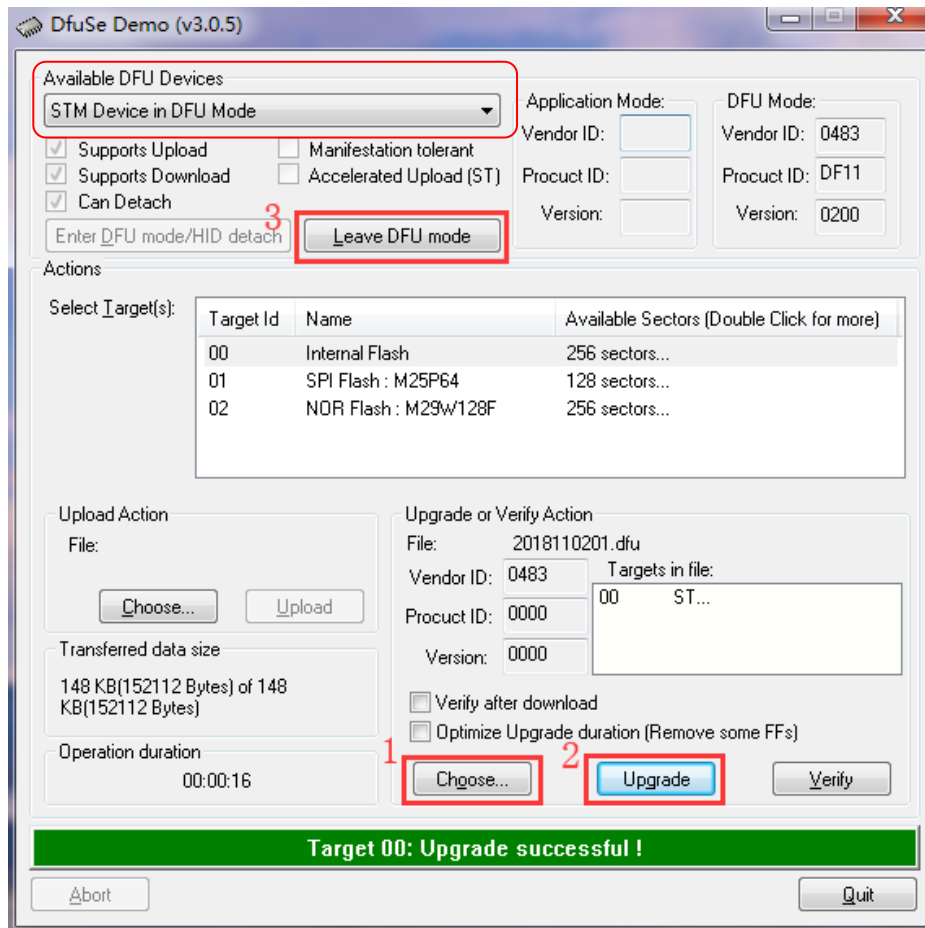 DfuSe Demo (v3.0.5)
Available DFU Devices
STM Device in DFU Mode
Application Mode:
DFU Mode:
Supports Upload
Manifestation tolerant
Vendor ID:
Vendor ID: 0483
Supports Download
Accelerated Upload (ST)
Procuct ID:
Procuct ID: DF11
Can Detach
Version:
Version: 0200
3
Enter DFU mode/HID detach
Leave DFU mode
Actions
Select Target(s):
Target Id Name Available Sectors (Double Click for more)
00 Internal Flash 256 sectors...
01 SPI Flash : M25P64 128 sectors...
02 NOR Flash : M29W128F 256 sectors...
Upload Action
File:
Choose...
Upload
Transferred data size
148 KB(152112 Bytes) of 148
KB(152112 Bytes)
Operation duration
00:00:16
Upgrade or Verify Action
File: 2018110201.dfu
Vendor ID: 0483
Targets in file:
00 ST...
Procuct ID: 0000
Version: 0000
Verify after download
Optimize Upgrade duration (Remove some FFs)
1
Choose...
2
Upgrade
Verify
Target 00: Upgrade successful !
Abort
Quit